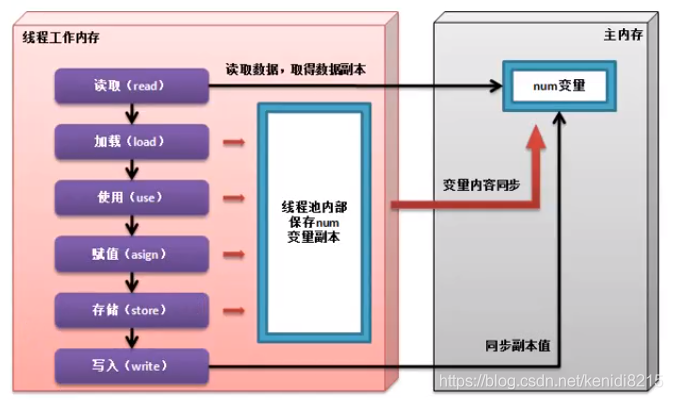 线程工作内存
主内存
读取（read）
读取数据，取得数据副本
num变量
加载（load）
使用（use）
线程池内部
保存num
变量副本
变量内容同步
赋值（asign）
存储（store）
写入（write）
同步副本值
https://blog.csdn.net/kenidi8215